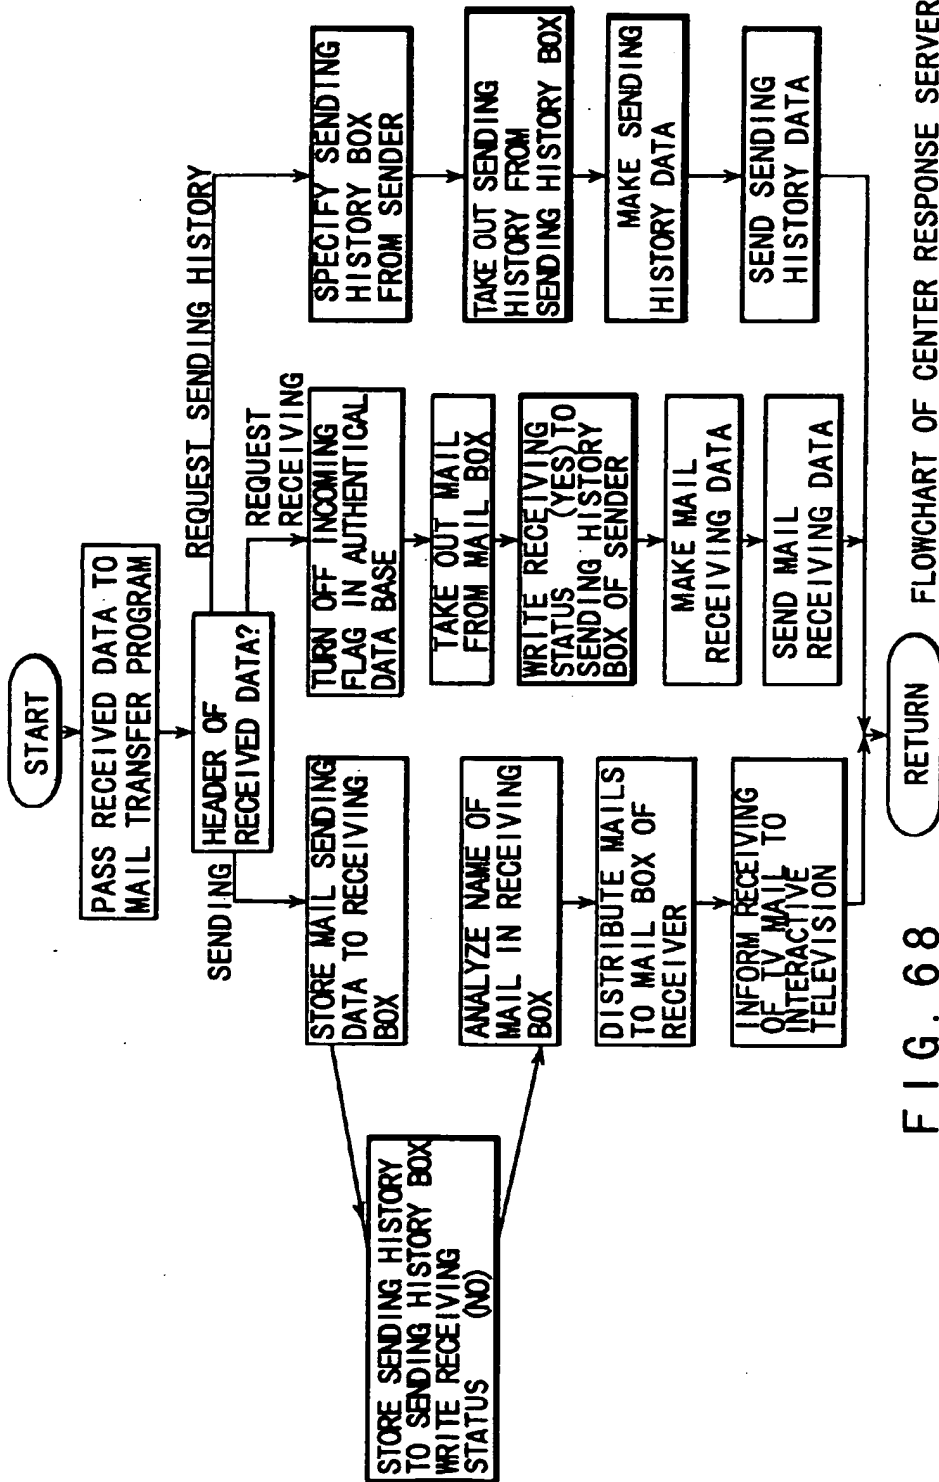 START
PASS RECEIVED DATA TO
MAIL TRANSFER PROGRAM
HEADER OF
RECEIVED DATA?
SENDING
REQUEST
RECEIVING
REQUEST SENDING HISTORY
STORE MAIL SENDING
DATA TO RECEIVING
BOX
STORE SENDING HISTORY
TO SENDING HISTORY BOX
WRITE RECEIVING
STATUS (NO)
ANALYZE NAME OF
MAIL IN RECEIVING
BOX
DISTRIBUTE MAILS
TO MAIL BOX OF
RECEIVER
INFORM RECEIVING
OF TV MAIL TO
INTERACTIVE
TELEVISION
TURN OFF INCOMING
FLAG IN AUTHENTICAL
DATA BASE
TAKE OUT MAIL
FROM MAIL BOX
WRITE RECEIVING
STATUS (YES) TO
SENDING HISTORY
BOX OF SENDER
MAKE MAIL
RECEIVING DATA
SEND MAIL
RECEIVING DATA
SPECIFY SENDING
HISTORY BOX
FROM SENDER
TAKE OUT SENDING
HISTORY FROM
SENDING HISTORY BOX
MAKE SENDING
HISTORY DATA
SEND SENDING
HISTORY DATA
RETURN
FIG. 68
FLOWCHART OF CENTER RESPONSE SERVER